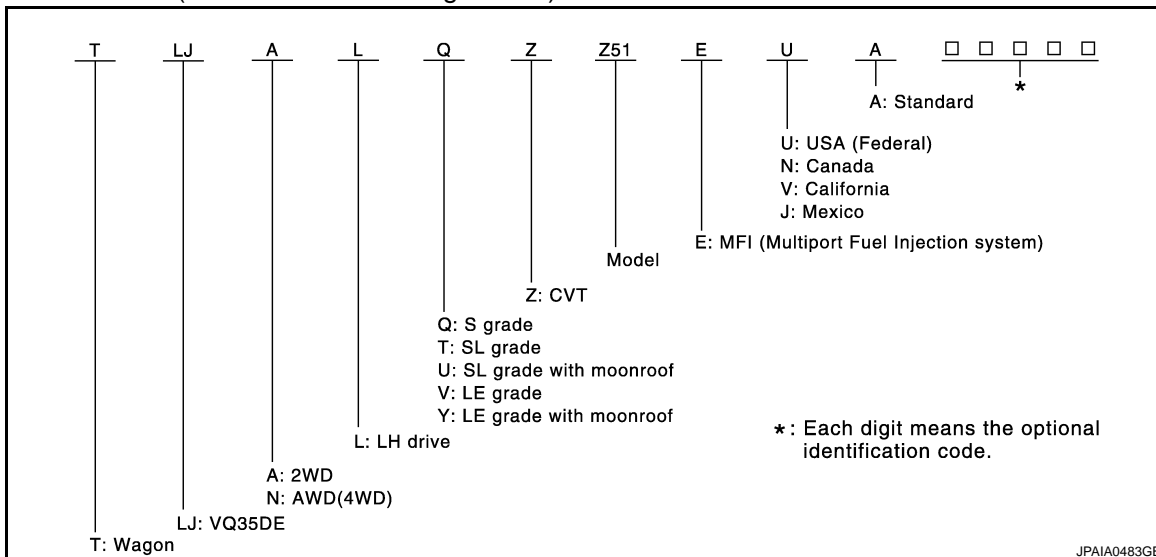 T LJ A L Q Z Z51 E U A □ □ □ □ □
*
A: Standard
U: USA (Federal)
N: Canada
V: California
J: Mexico
E: MFI (Multiport Fuel Injection system)
Model
Z: CVT
Q: S grade
T: SL grade
U: SL grade with moonroof
V: LE grade
Y: LE grade with moonroof
*: Each digit means the optional
identification code.
L: LH drive
A: 2WD
N: AWD(4WD)
LJ: VQ35DE
T: Wagon